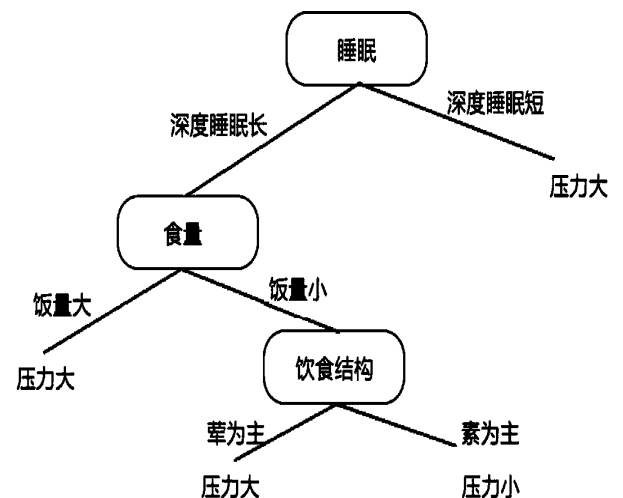 睡眠
深度睡眠长
深度睡眠短
压力大
食量
饭量大
饭量小
压力大
饮食结构
荤为主
素为主
压力大
压力小